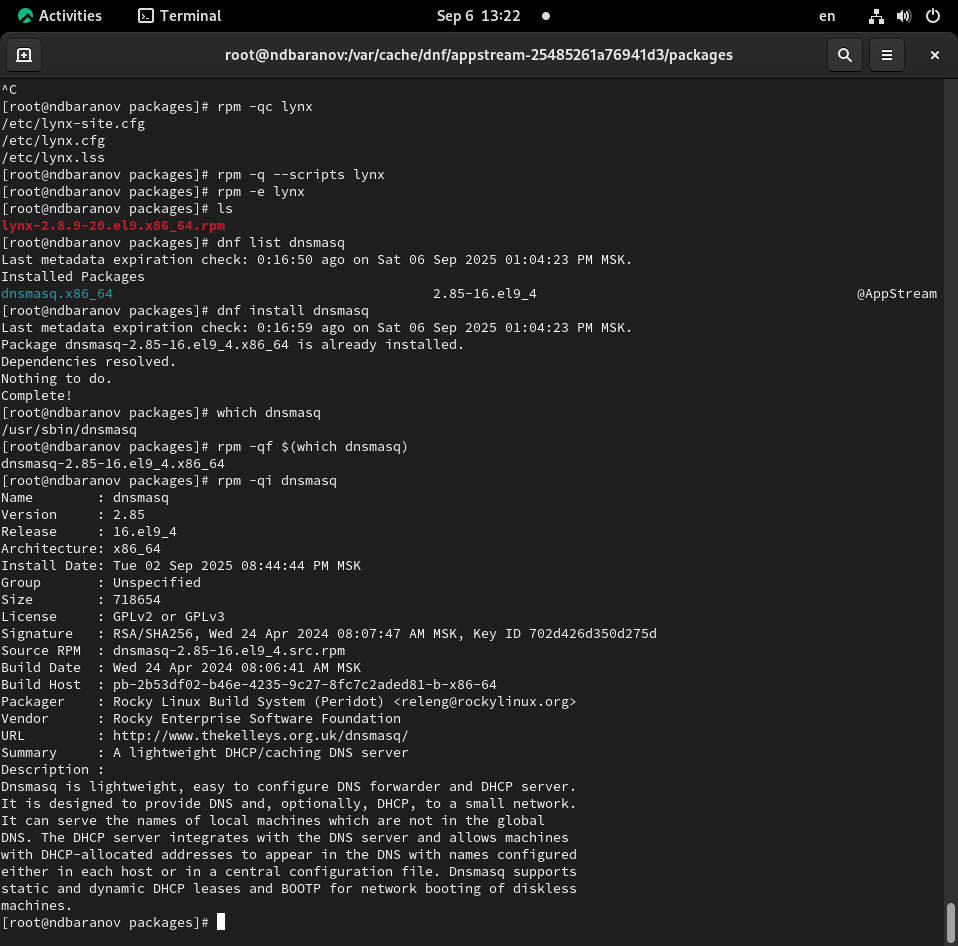 Activities Terminal Sep 6 13:22 en
root@ndbaranov:/var/cache/dnf/appstream-25485261a76941d3/packages
^C
[root@ndbaranov packages]# rpm -qc lynx
/etc/lynx-site.cfg
/etc/lynx.cfg
/etc/lynx.lss
[root@ndbaranov packages]# rpm -q --scripts lynx
[root@ndbaranov packages]# rpm -e lynx
[root@ndbaranov packages]# ls
lynx-2.8.9-20.el9.x86_64.rpm
[root@ndbaranov packages]# dnf list dnsmasq
Last metadata expiration check: 0:16:50 ago on Sat 06 Sep 2025 01:04:23 PM MSK.
Installed Packages
dnsmasq.x86_64 2.85-16.el9_4 @AppStream
[root@ndbaranov packages]# dnf install dnsmasq
Last metadata expiration check: 0:16:59 ago on Sat 06 Sep 2025 01:04:23 PM MSK.
Package dnsmasq-2.85-16.el9_4.x86_64 is already installed.
Dependencies resolved.
Nothing to do.
Complete!
[root@ndbaranov packages]# which dnsmasq
/usr/sbin/dnsmasq
[root@ndbaranov packages]# rpm -qf $(which dnsmasq)
dnsmasq-2.85-16.el9_4.x86_64
[root@ndbaranov packages]# rpm -qi dnsmasq
Name        : dnsmasq
Version     : 2.85
Release     : 16.el9_4
Architecture: x86_64
Install Date: Tue 02 Sep 2025 08:44:44 PM MSK
Group       : Unspecified
Size        : 718654
License     : GPLv2 or GPLv3
Signature   : RSA/SHA256, Wed 24 Apr 2024 08:07:47 AM MSK, Key ID 702d426d350d275d
Source RPM  : dnsmasq-2.85-16.el9_4.src.rpm
Build Date  : Wed 24 Apr 2024 08:06:41 AM MSK
Build Host  : pb-2b53df02-b46e-4235-9c27-8fc7c2aded81-b-x86-64
Packager    : Rocky Linux Build System (Peridot) <releng@rockylinux.org>
Vendor      : Rocky Enterprise Software Foundation
URL         : http://www.thekelleys.org.uk/dnsmasq/
Summary     : A lightweight DHCP/caching DNS server
Description :
Dnsmasq is lightweight, easy to configure DNS forwarder and DHCP server.
It is designed to provide DNS and, optionally, DHCP, to a small network.
It can serve the names of local machines which are not in the global
DNS. The DHCP server integrates with the DNS server and allows machines
with DHCP-allocated addresses to appear in the DNS with names configured
either in each host or in a central configuration file. Dnsmasq supports
static and dynamic DHCP leases and BOOTP for network booting of diskless
machines.
[root@ndbaranov packages]#